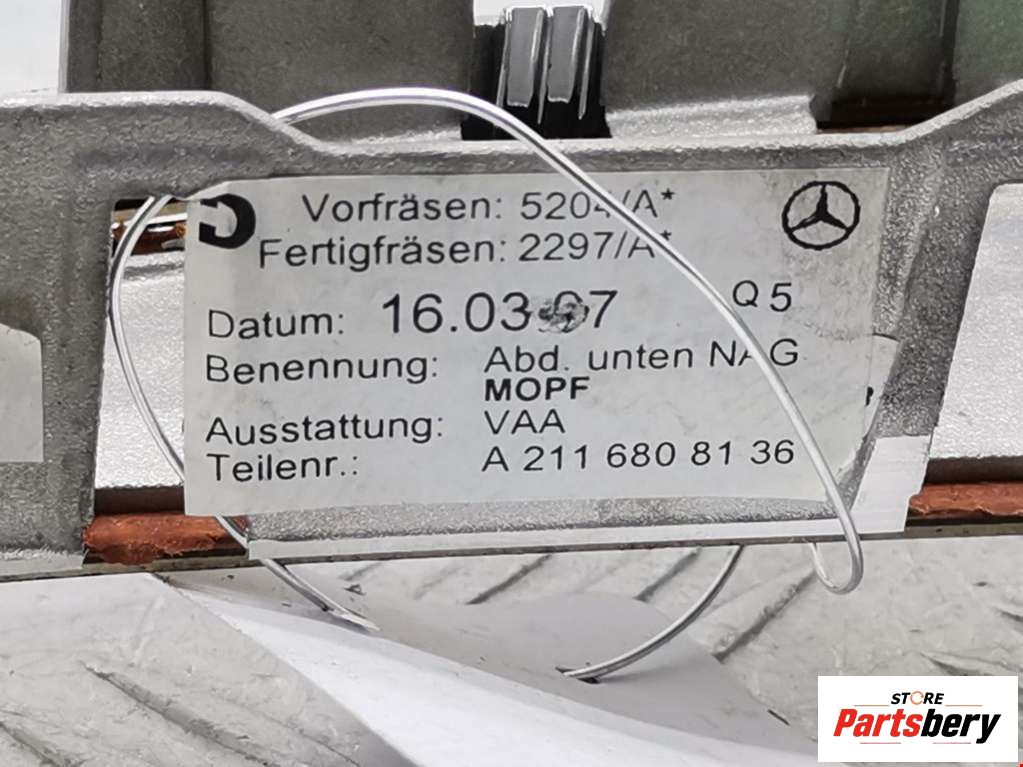 Vorfräsen: 5204/A*
Fertigfräsen: 2297/A*
Datum: 16.03.07 Q5
Benennung: Abd. unten NAG
MOPF
Ausstattung: VAA
Teilenr.: A 211 680 81 36
STORE
Partsbery